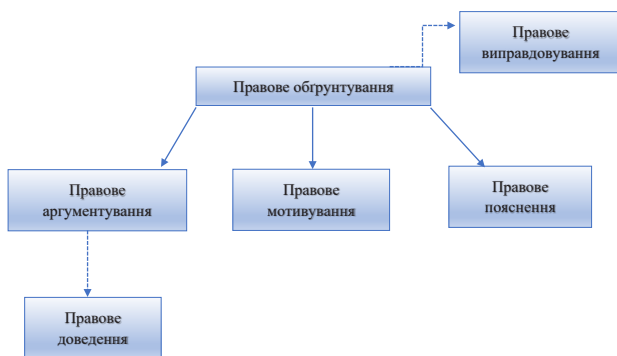 Правове
виправдовування
Правове обґрунтування
Правове
аргументування
Правове
мотивування
Правове
пояснення
Правове
доведення